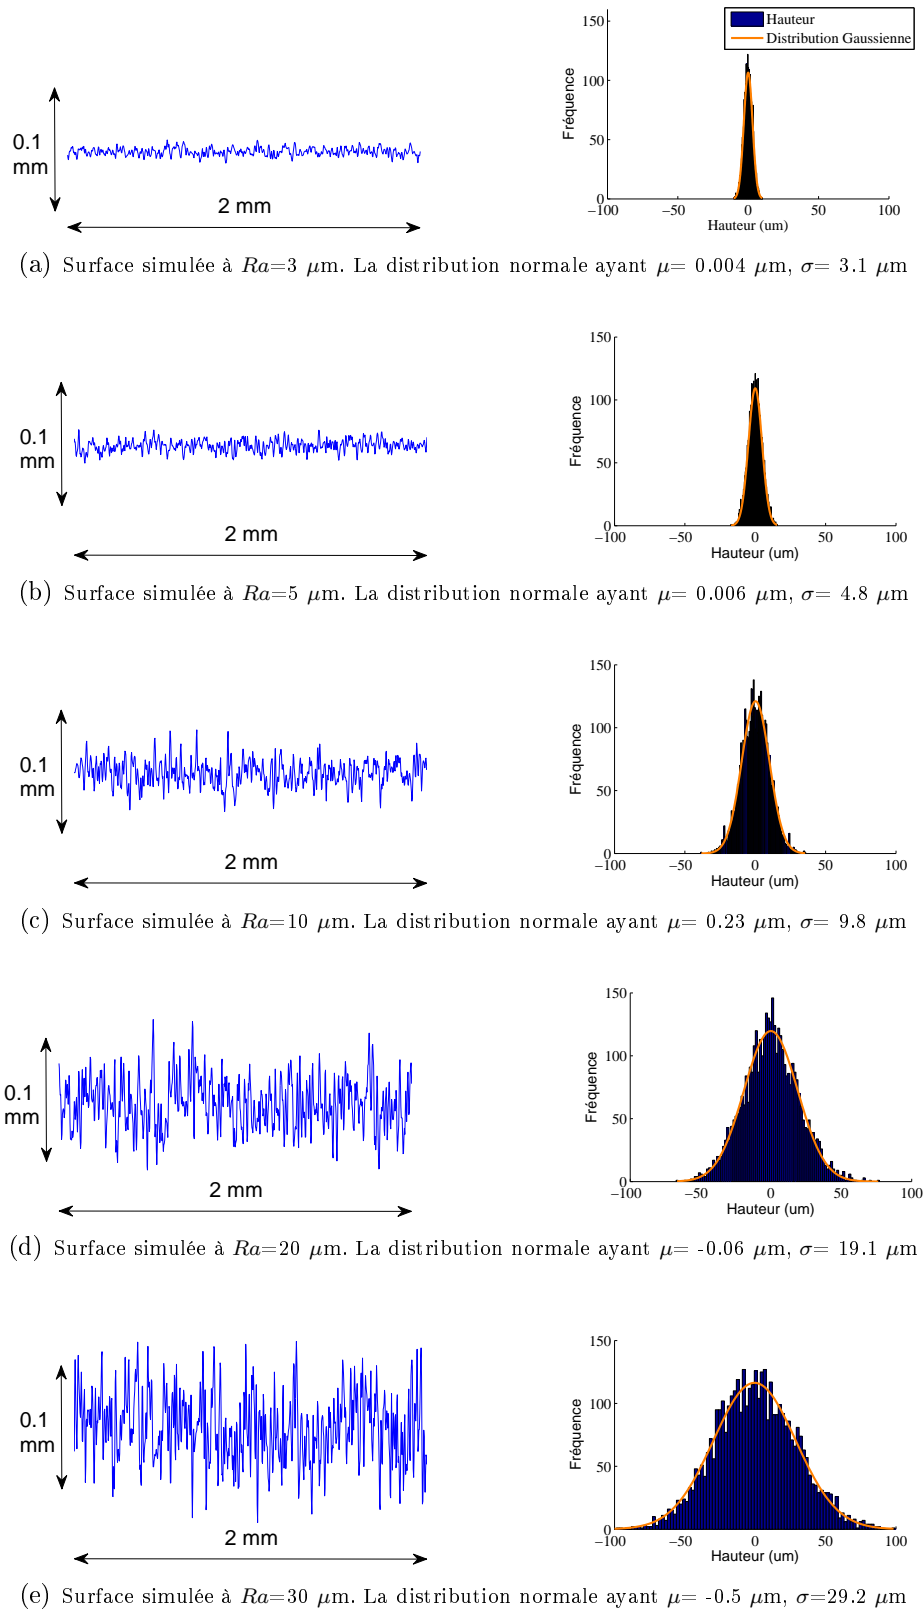 Hauteur
Distribution Gaussienne
150
100
50
0
Fréquence
−100 −50 0 50 100
Hauteur (um)
0.1
mm
2 mm
(a) Surface simulée à Ra=3 μm. La distribution normale ayant μ= 0.004 μm, σ= 3.1 μm
150
100
50
0
Fréquence
−100 −50 0 50 100
Hauteur (um)
0.1
mm
2 mm
(b) Surface simulée à Ra=5 μm. La distribution normale ayant μ= 0.006 μm, σ= 4.8 μm
150
100
50
0
Fréquence
−100 −50 0 50 100
Hauteur (um)
0.1
mm
2 mm
(c) Surface simulée à Ra=10 μm. La distribution normale ayant μ= 0.23 μm, σ= 9.8 μm
150
100
50
0
Fréquence
−100 −50 0 50 100
Hauteur (um)
0.1
mm
2 mm
(d) Surface simulée à Ra=20 μm. La distribution normale ayant μ= -0.06 μm, σ= 19.1 μm
150
100
50
0
Fréquence
−100 −50 0 50 100
Hauteur (um)
0.1
mm
2 mm
(e) Surface simulée à Ra=30 μm. La distribution normale ayant μ= -0.5 μm, σ=29.2 μm